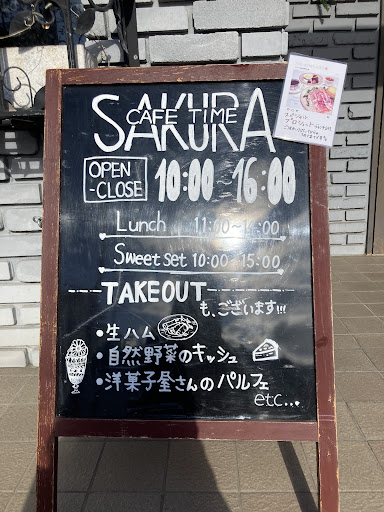 CAFE TIME
SAKURA
OPEN
-CLOSE
10:00~16:00
Lunch 11:00~1 :00
Sweet set 10:00~15:00
TAKEOUT
も、ございます!!!
•生ハム
•自然野菜のキッシュ
•洋菓子屋さんのパルフェ
etc...